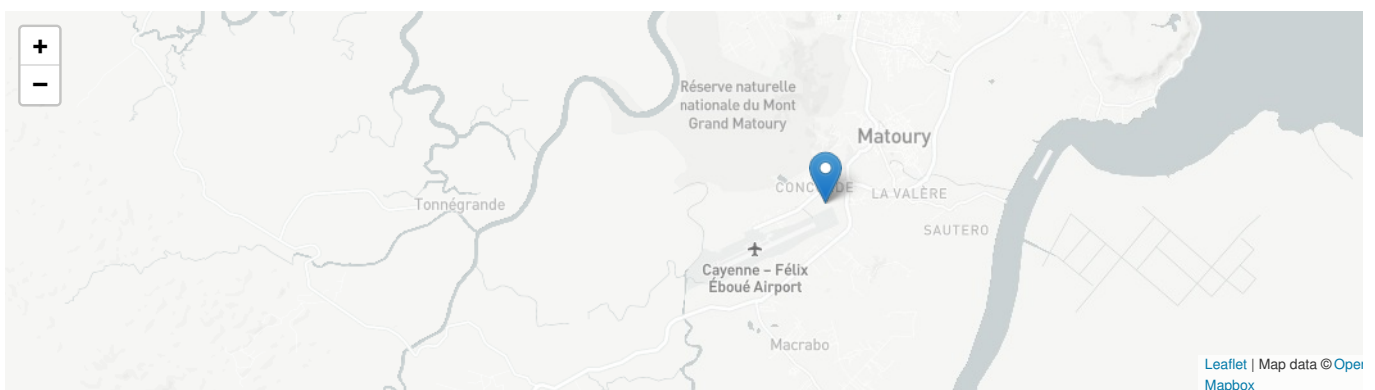 +
−
Réserve naturelle
nationale du Mont
Grand Matoury
Matoury
LA VALÈRE
Tonnégrande
SAUTERO
Cayenne – Félix
Éboué Airport
Macrabo
Leaflet | Map data © Oper
Mapbox